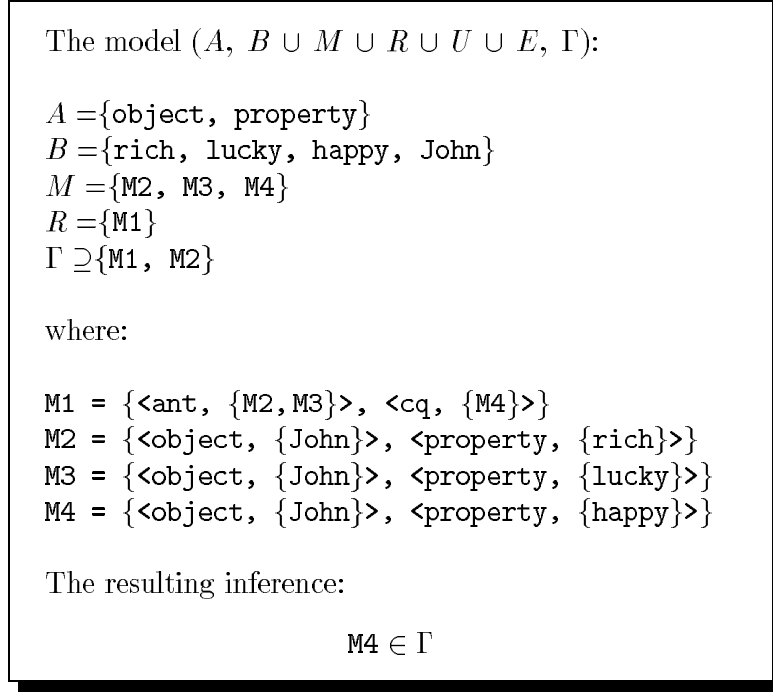 The model (A, B ∪ M ∪ R ∪ U ∪ E, Γ):
A ={object, property}
B ={rich, lucky, happy, John}
M ={M2, M3, M4}
R ={M1}
Γ ⊇{M1, M2}
where:
M1 = {<ant, {M2,M3}>, <cq, {M4}>}
M2 = {<object, {John}>, <property, {rich}>}
M3 = {<object, {John}>, <property, {lucky}>}
M4 = {<object, {John}>, <property, {happy}>}
The resulting inference:
M4 ∈ Γ